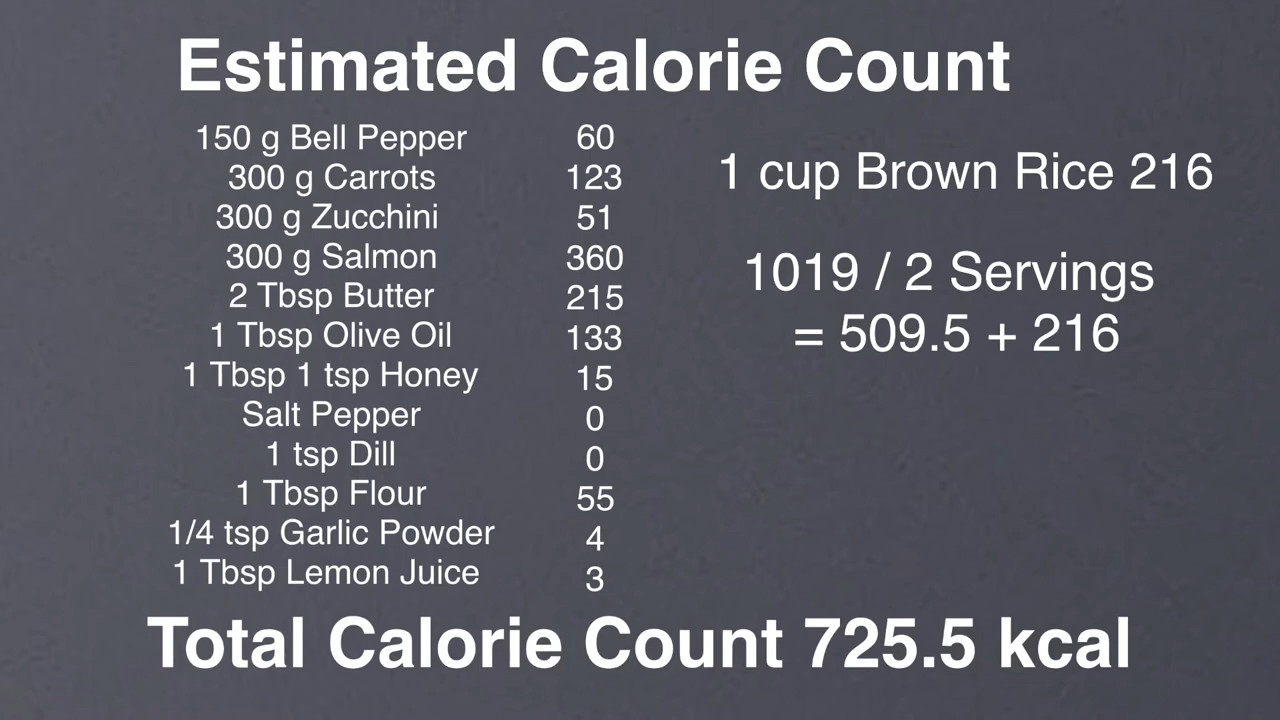 Estimated Calorie Count
150 g Bell Pepper 60
300 g Carrots 123
300 g Zucchini 51
300 g Salmon 360
2 Tbsp Butter 215
1 Tbsp Olive Oil 133
1 Tbsp 1 tsp Honey 15
Salt Pepper 0
1 tsp Dill 0
1 Tbsp Flour 55
1/4 tsp Garlic Powder 4
1 Tbsp Lemon Juice 3
1 cup Brown Rice 216
1019 / 2 Servings
= 509.5 + 216
Total Calorie Count 725.5 kcal